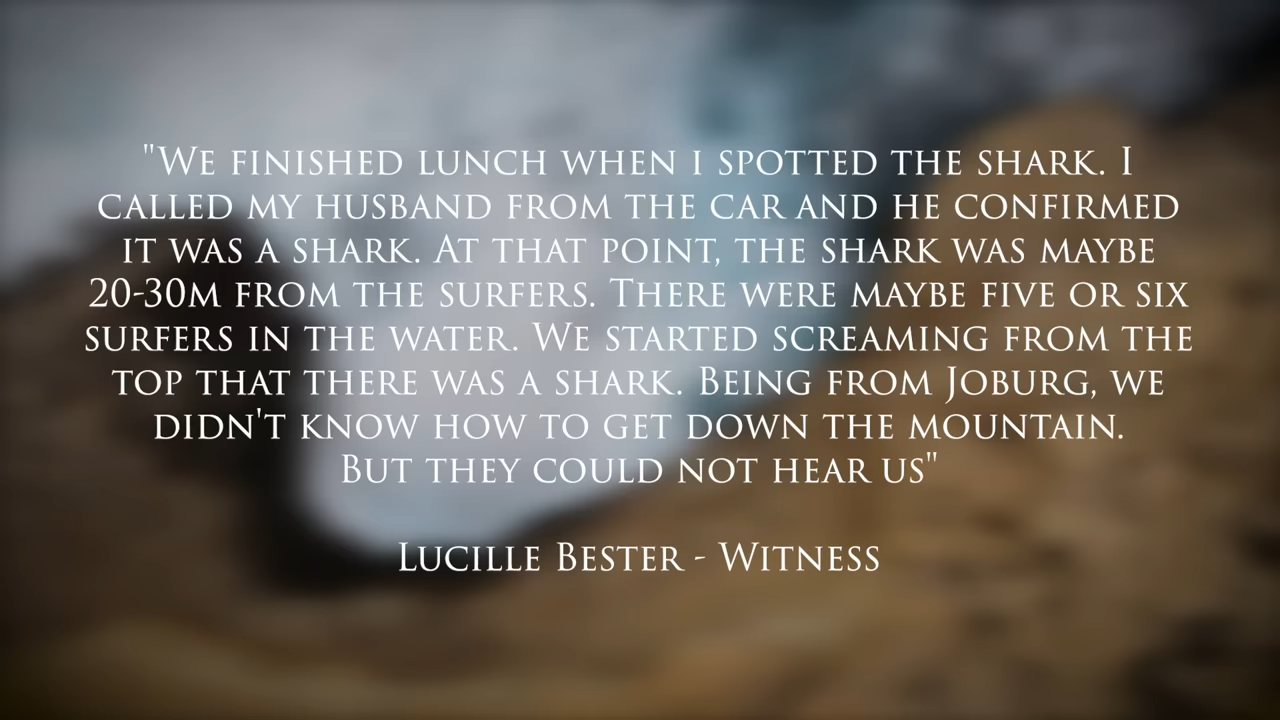 "We finished lunch when i spotted the shark. I
called my husband from the car and he confirmed
it was a shark. At that point, the shark was maybe
20-30m from the surfers. There were maybe five or six
surfers in the water. We started screaming from the
top that there was a shark. Being from Joburg, we
didn't know how to get down the mountain.
But they could not hear us"
Lucille Bester - Witness